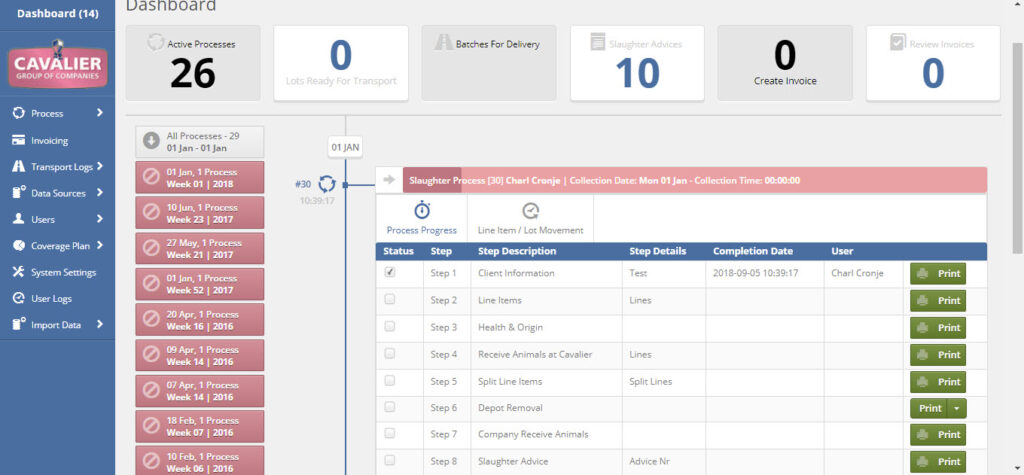 Dashboard (14)
CAVALIER
GROUP OF COMPANIES
Process
Invoicing
Transport Logs
Data Sources
Users
Coverage Plan
System Settings
User Logs
Import Data
Dashboard
Active Processes
26
0
Lots Ready For Transport
Batches For Delivery
Slaughter Advices
10
0
Create Invoice
Review Invoices
0
All Processes - 29
01 Jan - 01 Jan
01 Jan, 1 Process
Week 01 | 2018
10 Jun, 1 Process
Week 23 | 2017
27 May, 1 Process
Week 21 | 2017
01 Jan, 1 Process
Week 52 | 2017
20 Apr, 1 Process
Week 16 | 2016
09 Apr, 1 Process
Week 14 | 2016
07 Apr, 1 Process
Week 14 | 2016
18 Feb, 1 Process
Week 07 | 2016
10 Feb, 1 Process
Week 06 | 2016
01 JAN
#30
10:39:17
Slaughter Process [30] Charl Cronje | Collection Date: Mon 01 Jan - Collection Time: 00:00:00
Process Progress
Line Item / Lot Movement
Status Step Step Description Step Details Completion Date User
Step 1 Client Information Test 2018-09-05 10:39:17 Charl Cronje Print
Step 2 Line Items Lines Print
Step 3 Health & Origin Print
Step 4 Receive Animals at Cavalier Lines Print
Step 5 Split Line Items Split Lines Print
Step 6 Depot Removal Print
Step 7 Company Receive Animals Print
Step 8 Slaughter Advice Advice Nr Print